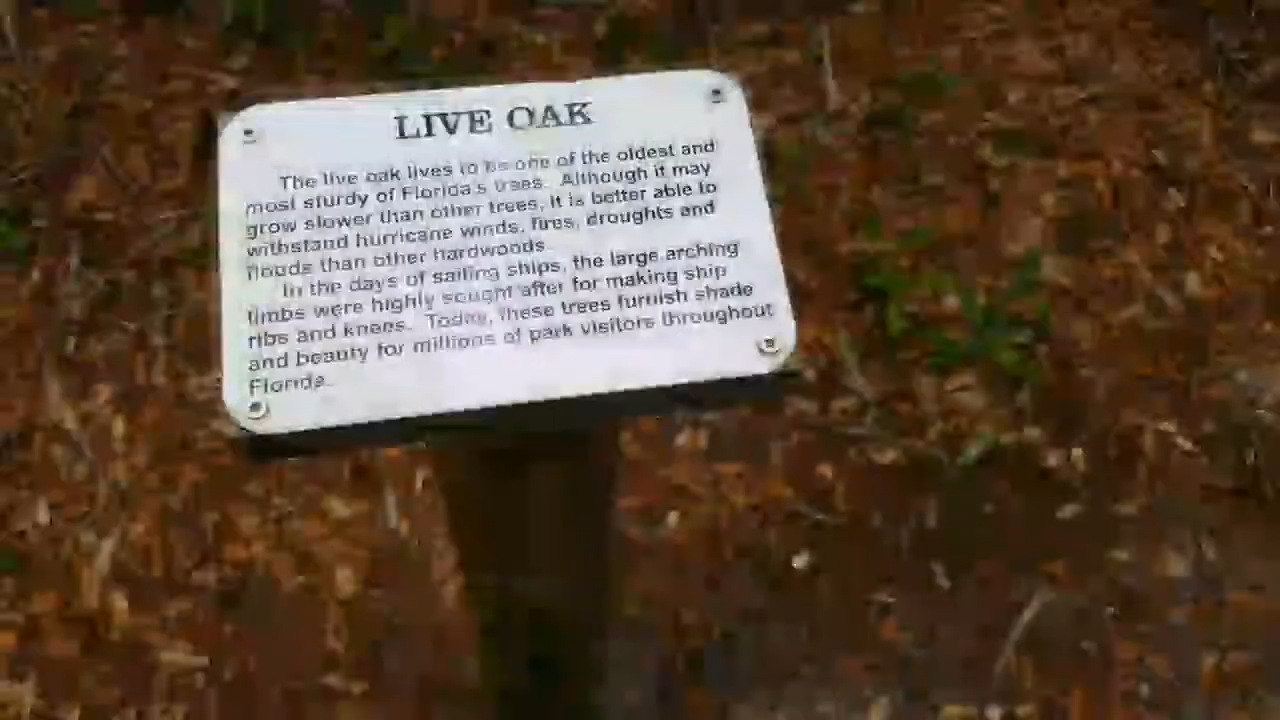 LIVE OAK
The live oak lives to be one of the oldest and
most sturdy of Florida's trees. Although it may
grow slower than other trees, it is better able to
withstand hurricane winds, fires, droughts and
floods than other hardwoods.
In the days of sailing ships, the large arching
limbs were highly sought after for making ship
ribs and knees. Today, these trees furnish shade
and beauty for millions of park visitors throughout
Florida.